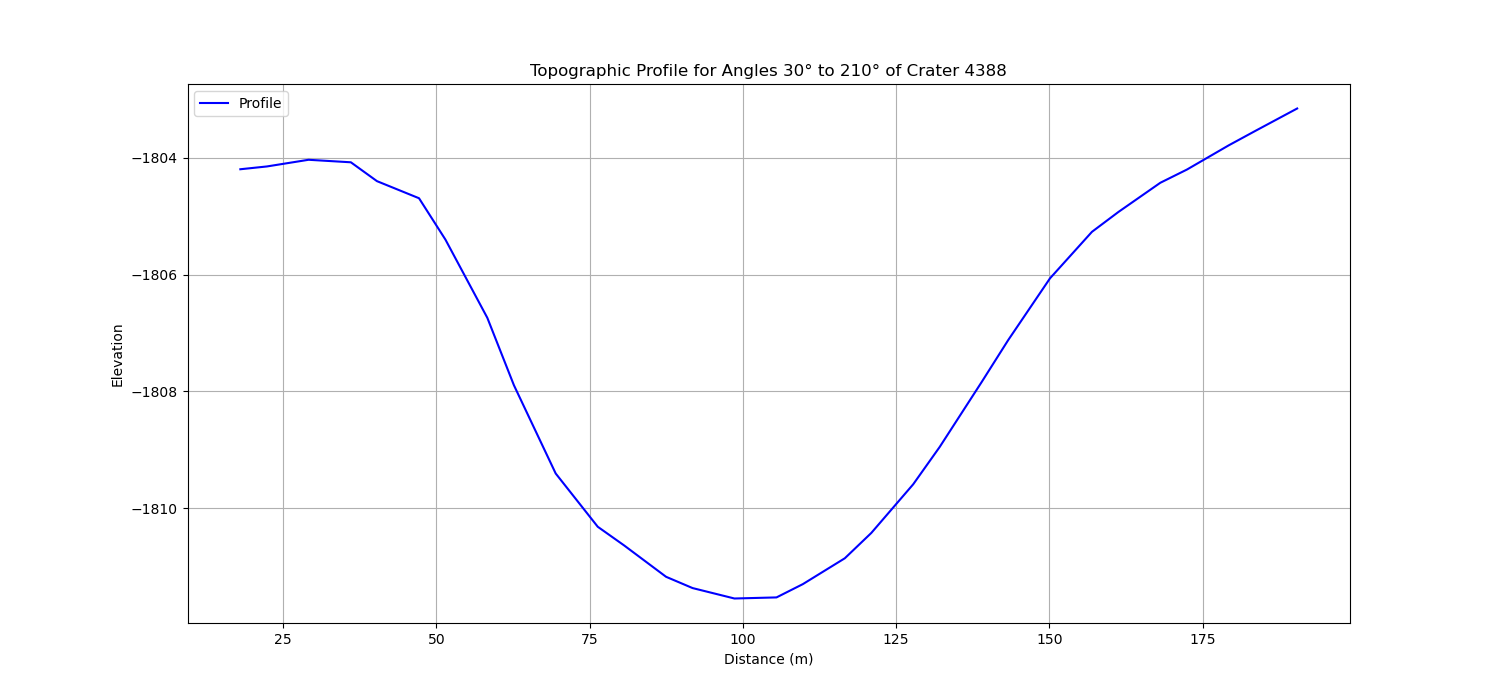 Topographic Profile for Angles 30° to 210° of Crater 4388
Profile
−1804
−1806
−1808
−1810
Elevation
25 50 75 100 125 150 175
Distance (m)